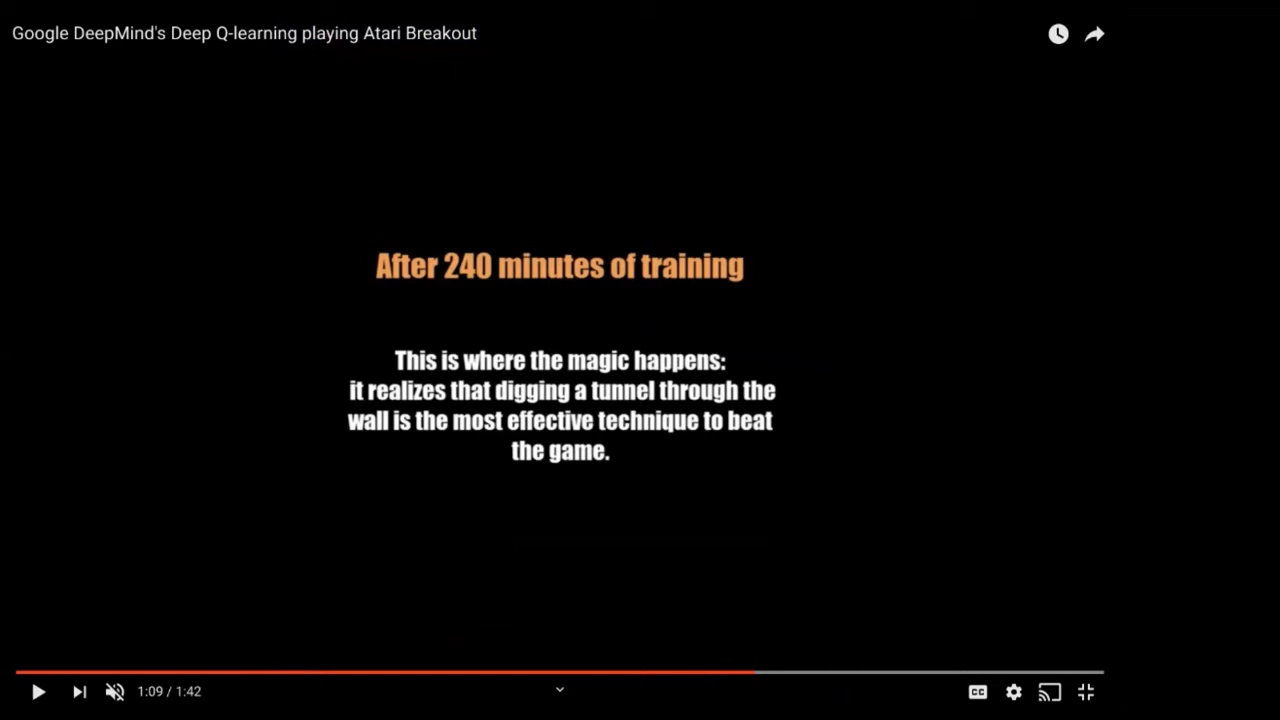 Google DeepMind's Deep Q-learning playing Atari Breakout
After 240 minutes of training
This is where the magic happens:
it realizes that digging a tunnel through the
wall is the most effective technique to beat
the game.
1:09 / 1:42
CC